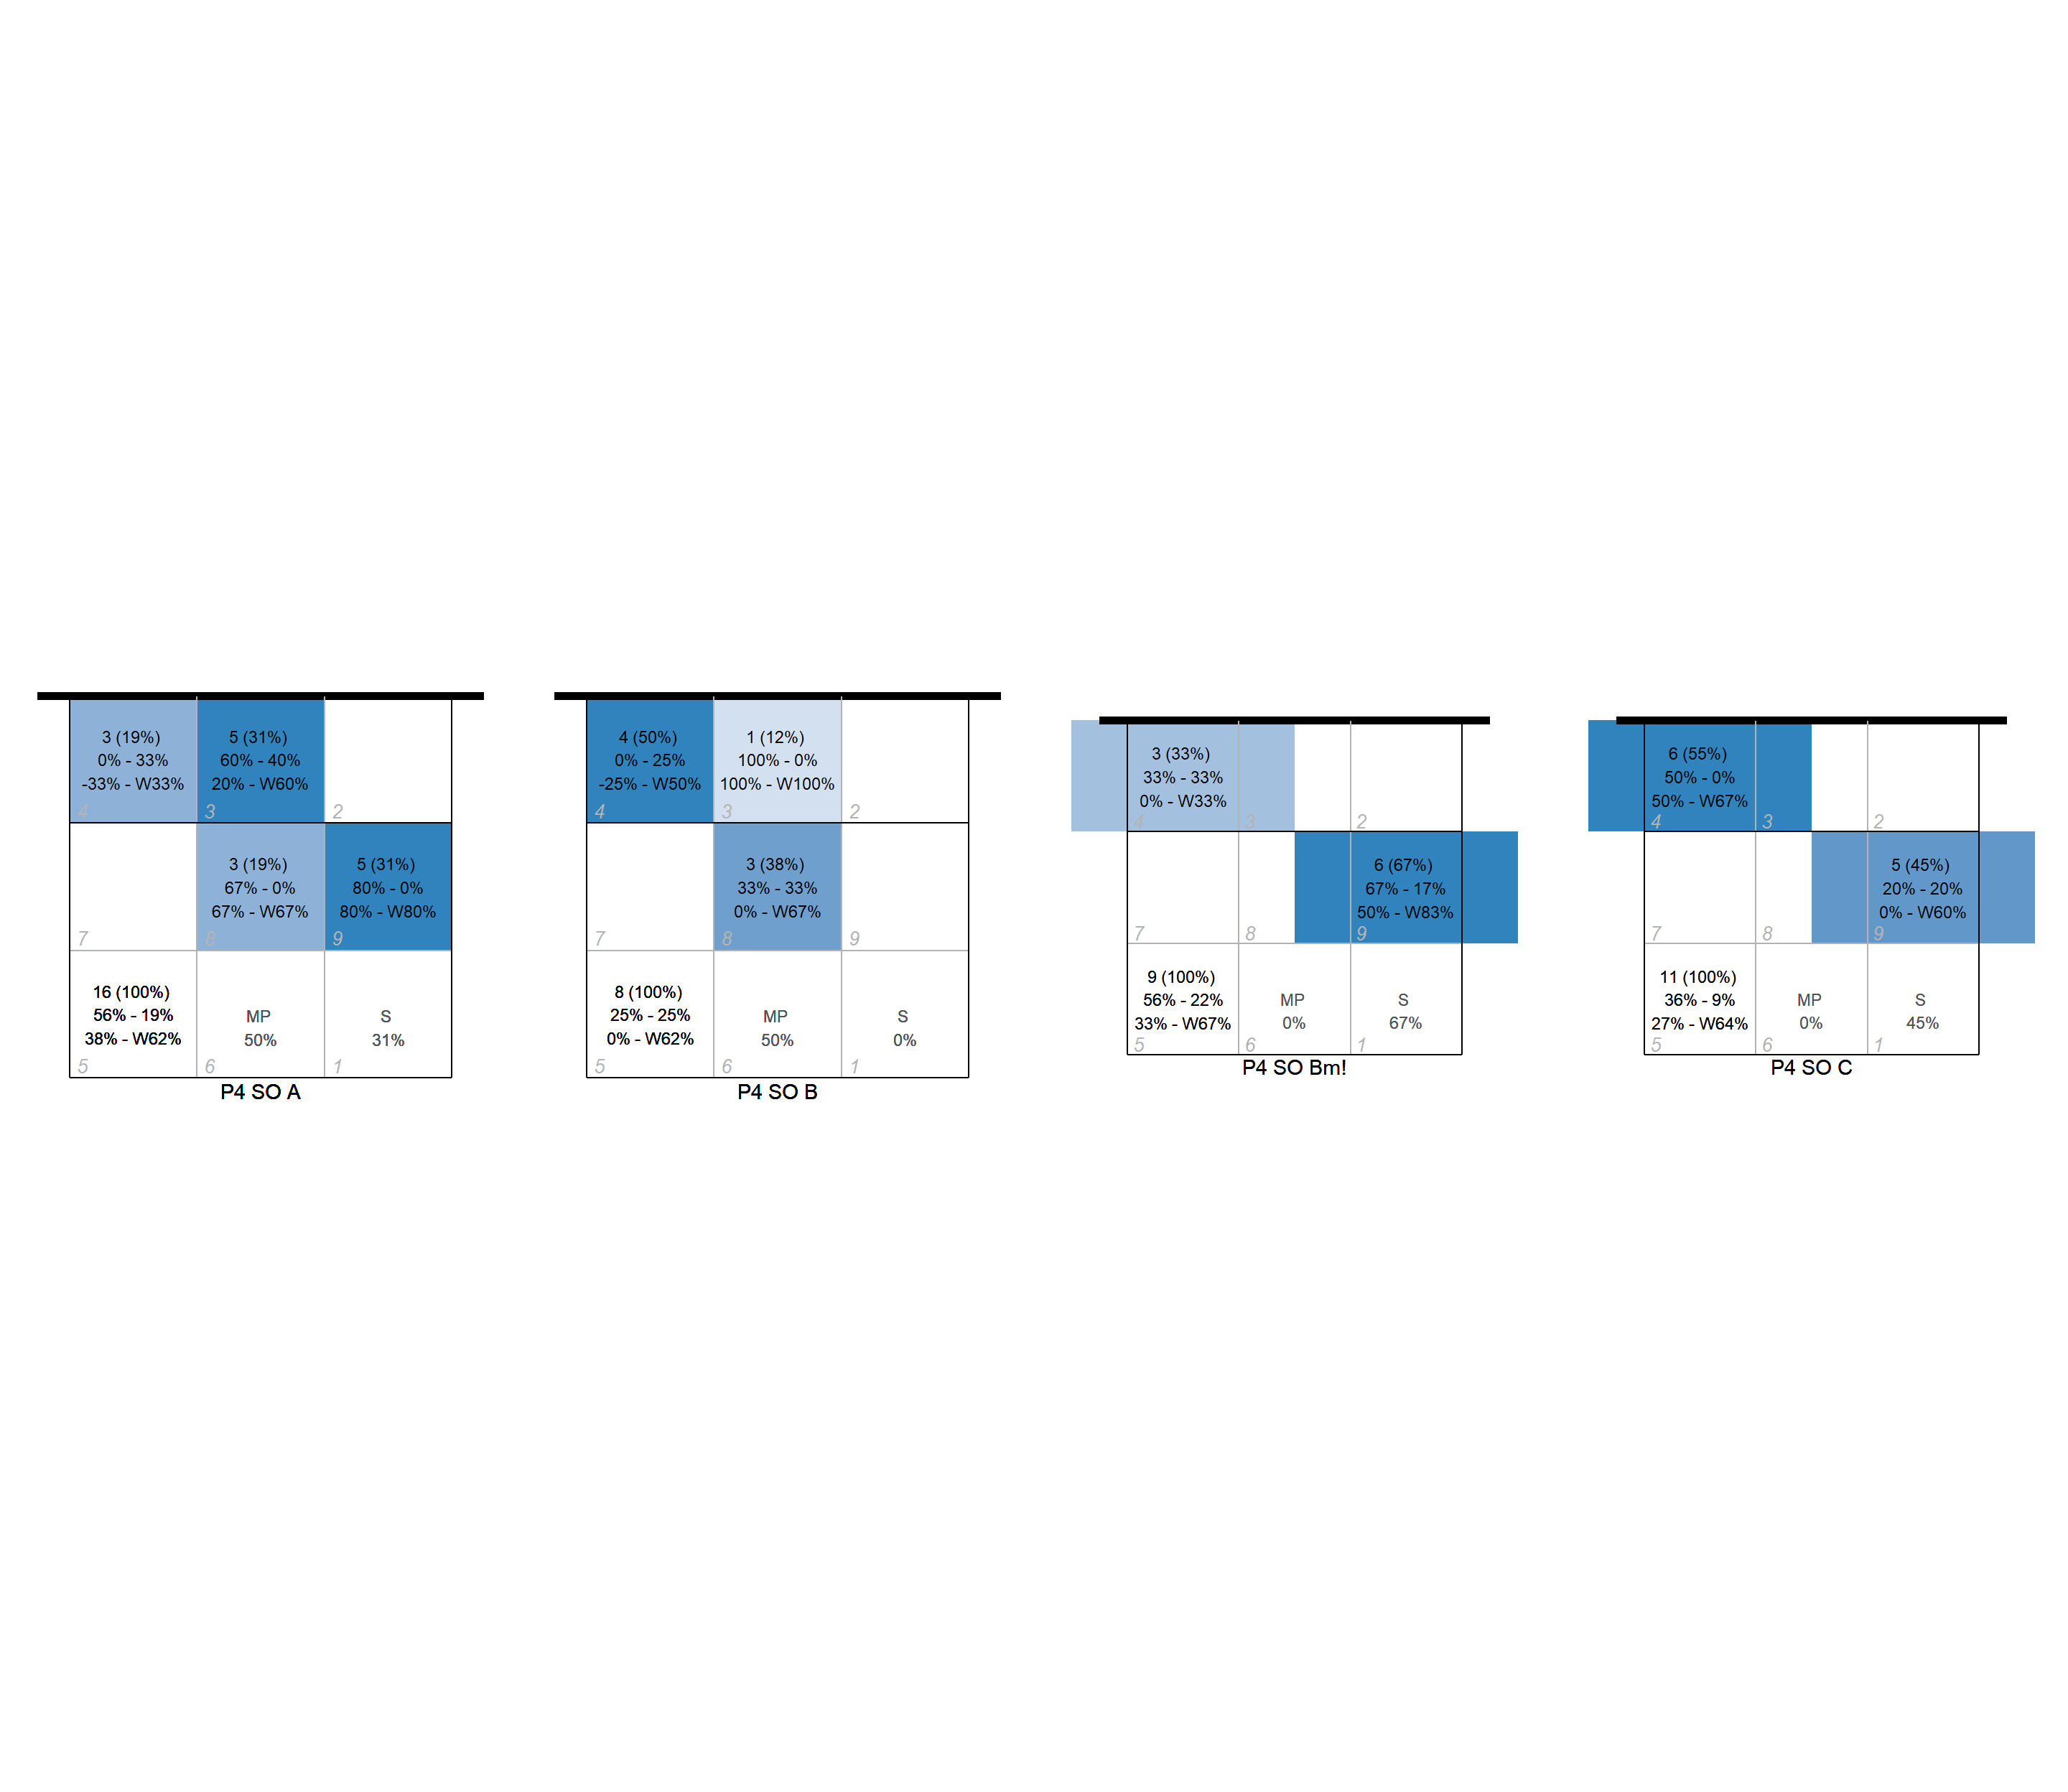 3 (19%)
0% - 33%
-33% - W33%
4
5 (31%)
60% - 40%
20% - W60%
3
2
7
3 (19%)
67% - 0%
67% - W67%
8
5 (31%)
80% - 0%
80% - W80%
9
16 (100%)
56% - 19%
38% - W62%
5
MP
50%
6
S
31%
1
P4 SO A
4 (50%)
0% - 25%
-25% - W50%
4
1 (12%)
100% - 0%
100% - W100%
3
2
7
3 (38%)
33% - 33%
0% - W67%
8
9
8 (100%)
25% - 25%
0% - W62%
5
MP
50%
6
S
0%
1
P4 SO B
3 (33%)
33% - 33%
0% - W33%
4
3
2
7
8
6 (67%)
67% - 17%
50% - W83%
9
9 (100%)
56% - 22%
33% - W67%
5
MP
0%
6
S
67%
1
P4 SO Bm!
6 (55%)
50% - 0%
50% - W67%
4
3
2
7
8
5 (45%)
20% - 20%
0% - W60%
9
11 (100%)
36% - 9%
27% - W64%
5
MP
0%
6
S
45%
1
P4 SO C